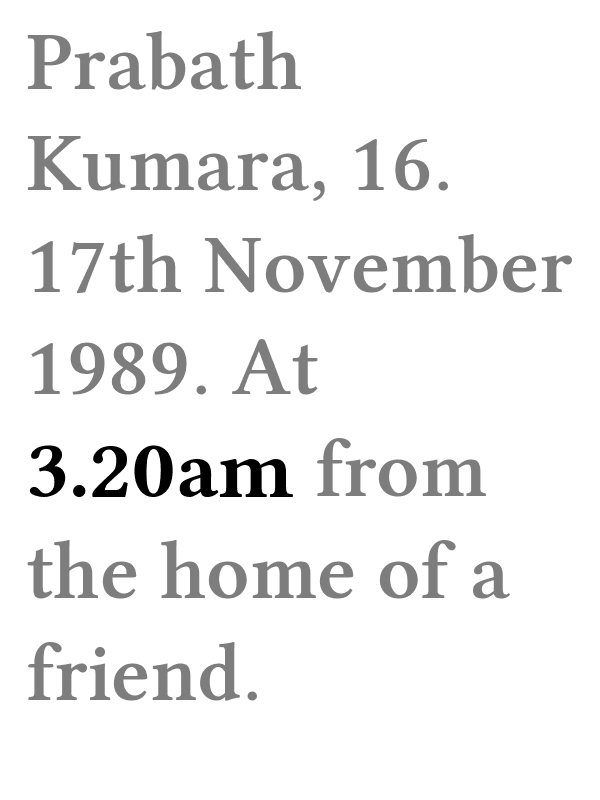 Prabath
Kumara, 16.
17th November
1989. At
3.20am from
the home of a
friend.